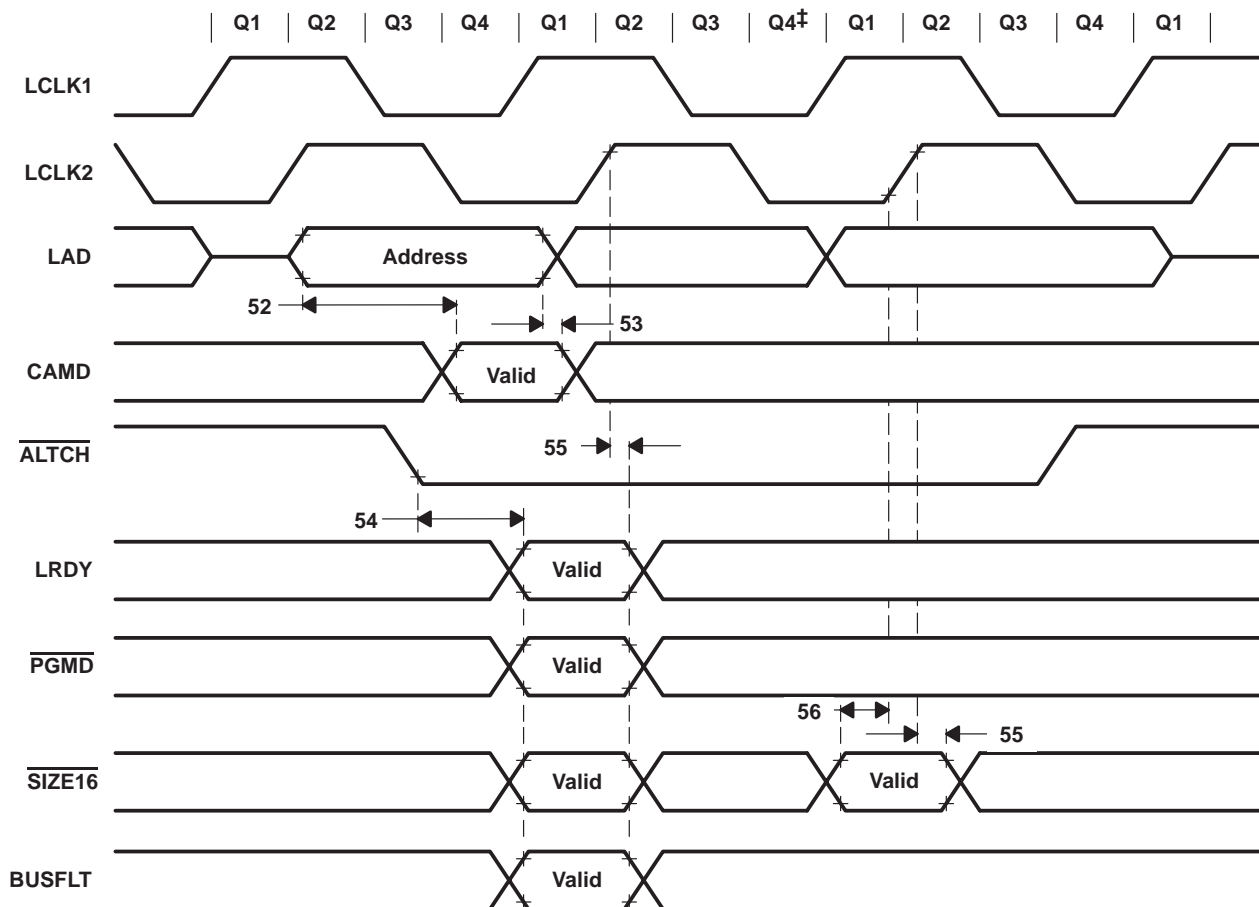 Q1 Q2 Q3 Q4 Q1 Q2 Q3 Q4‡ Q1 Q2 Q3 Q4 Q1
LCLK1
LCLK2
LAD Address
52 53
CAMD Valid
ALTCH 55
54
LRDY Valid
PGMD Valid
56 55
SIZE16 Valid Valid
BUSFLT Valid